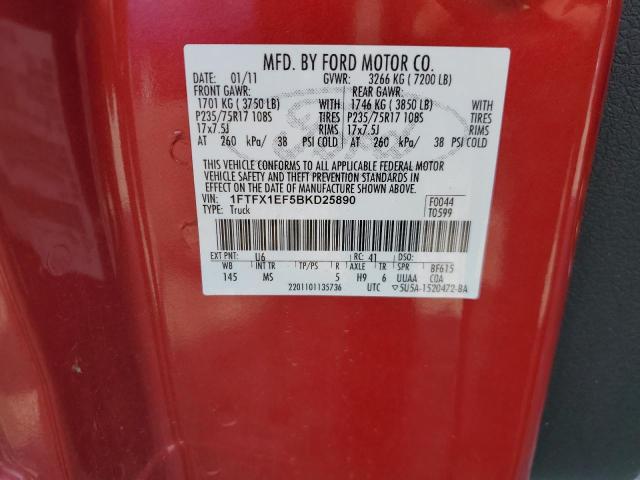 MFD. BY FORD MOTOR CO.
DATE: 01/11 GVWR: 3266 KG ( 7200 LB)
FRONT GAWR: REAR GAWR:
1701 KG ( 3750 LB) WITH 1746 KG ( 3850 LB) WITH
P235/75R17 108S TIRES P235/75R17 108S TIRES
17x7.5J RIMS 17x7.5J RIMS
AT 260 kPa/ 38 PSI COLD AT 260 kPa/ 38 PSI COLD
THIS VEHICLE CONFORMS TO ALL APPLICABLE FEDERAL MOTOR
VEHICLE SAFETY AND THEFT PREVENTION STANDARDS IN
EFFECT ON THE DATE OF MANUFACTURE SHOWN ABOVE.
VIN: 1FTFX1EF5BKD25890 F0044
TYPE: Truck T0599
EXT PNT: U6 RC: 41 DSO:
WB INT TR TP/PS R AXLE TR SPR BF615
145 MS 5 H9 6 UUAA COA
2201101135736 UTC ▽5U5A-1520472-BA
Ford